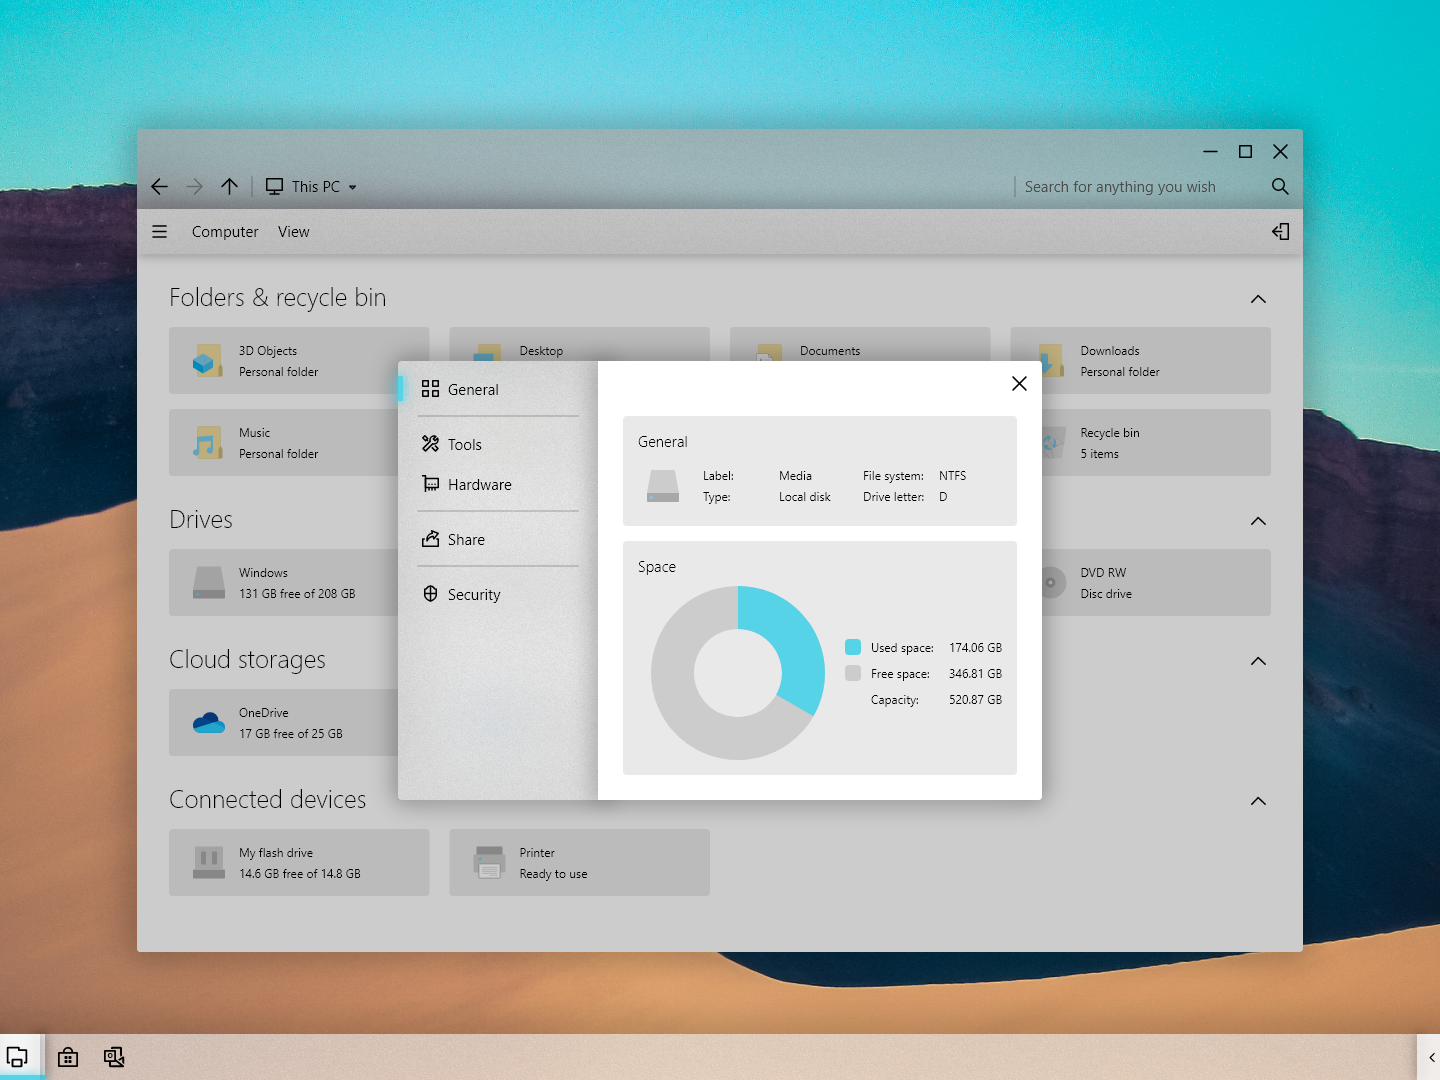 This PC
Search for anything you wish
Computer
View
Folders & recycle bin
3D Objects
Personal folder
Desktop
Documents
Downloads
Personal folder
Music
Personal folder
Recycle bin
5 items
Drives
Windows
131 GB free of 208 GB
DVD RW
Disc drive
Cloud storages
OneDrive
17 GB free of 25 GB
Connected devices
My flash drive
14.6 GB free of 14.8 GB
Printer
Ready to use
General
Tools
Hardware
Share
Security
General
Label: Media File system: NTFS
Type: Local disk Drive letter: D
Space
Used space: 174.06 GB
Free space: 346.81 GB
Capacity: 520.87 GB